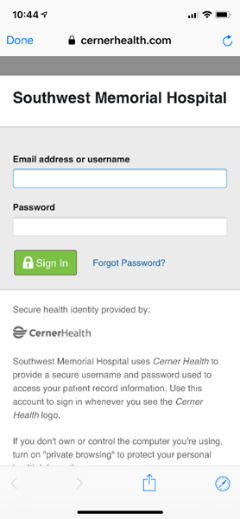 10:44
Done cernerhealth.com
Southwest Memorial Hospital
Email address or username
Password
Sign In Forgot Password?
Secure health identity provided by:
CernerHealth
Southwest Memorial Hospital uses Cerner Health to
provide a secure username and password used to
access your patient record information. Use this
account to sign in whenever you see the Cerner
Health logo.
If you don't own or control the computer you're using,
turn on "private browsing" to protect your personal